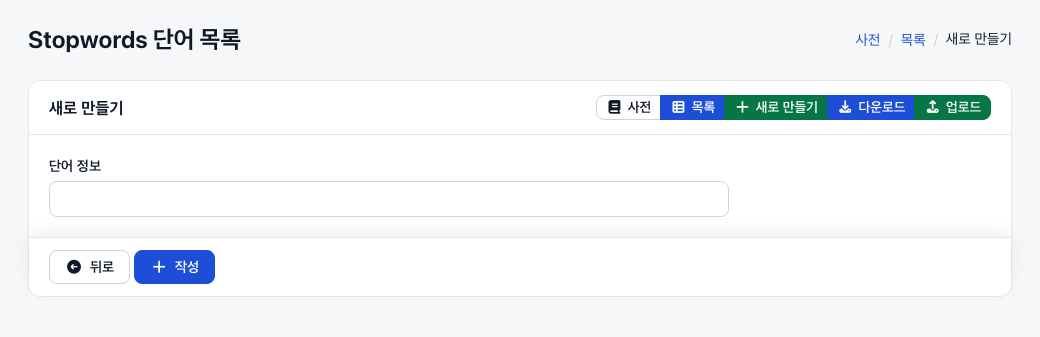 Stopwords 단어 목록
사전 / 목록 / 새로 만들기
새로 만들기
사전 목록 새로 만들기 다운로드 업로드
단어 정보
뒤로 작성